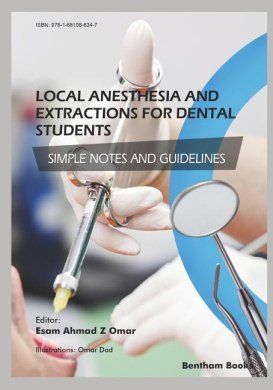 ISBN: 978-1-68108-634-7
LOCAL ANESTHESIA AND
EXTRACTIONS FOR DENTAL
STUDENTS
SIMPLE NOTES AND GUIDELINES
Editor:
Esam Ahmad Z Omar
Illustrations: Omar Dad
Bentham Books